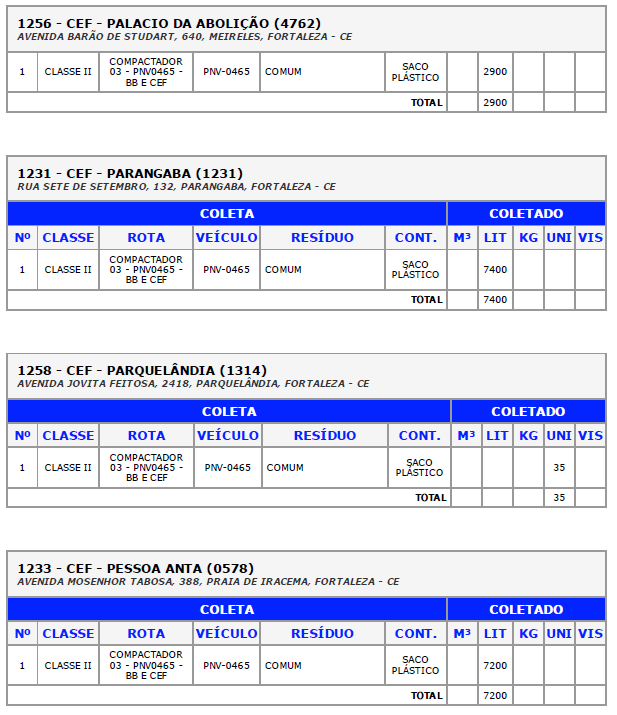 1256 - CEF - PALACIO DA ABOLIÇÃO (4762)
AVENIDA BARÃO DE STUDART, 640, MEIRELES, FORTALEZA - CE
1 CLASSE II COMPACTADOR 03 - PNV0465 - BB E CEF PNV-0465 COMUM SACO PLÁSTICO 2900
TOTAL 2900
1231 - CEF - PARANGABA (1231)
RUA SETE DE SETEMBRO, 132, PARANGABA, FORTALEZA - CE
COLETA COLETADO
Nº CLASSE ROTA VEÍCULO RESÍDUO CONT. M³ LIT KG UNI VIS
1 CLASSE II COMPACTADOR 03 - PNV0465 - BB E CEF PNV-0465 COMUM SACO PLÁSTICO 7400
TOTAL 7400
1258 - CEF - PARQUELÂNDIA (1314)
AVENIDA JOVITA FEITOSA, 2418, PARQUELÂNDIA, FORTALEZA - CE
COLETA COLETADO
Nº CLASSE ROTA VEÍCULO RESÍDUO CONT. M³ LIT KG UNI VIS
1 CLASSE II COMPACTADOR 03 - PNV0465 - BB E CEF PNV-0465 COMUM SACO PLÁSTICO 35
TOTAL 35
1233 - CEF - PESSOA ANTA (0578)
AVENIDA MOSENHOR TABOSA, 388, PRAIA DE IRACEMA, FORTALEZA - CE
COLETA COLETADO
Nº CLASSE ROTA VEÍCULO RESÍDUO CONT. M³ LIT KG UNI VIS
1 CLASSE II COMPACTADOR 03 - PNV0465 - BB E CEF PNV-0465 COMUM SACO PLÁSTICO 7200
TOTAL 7200